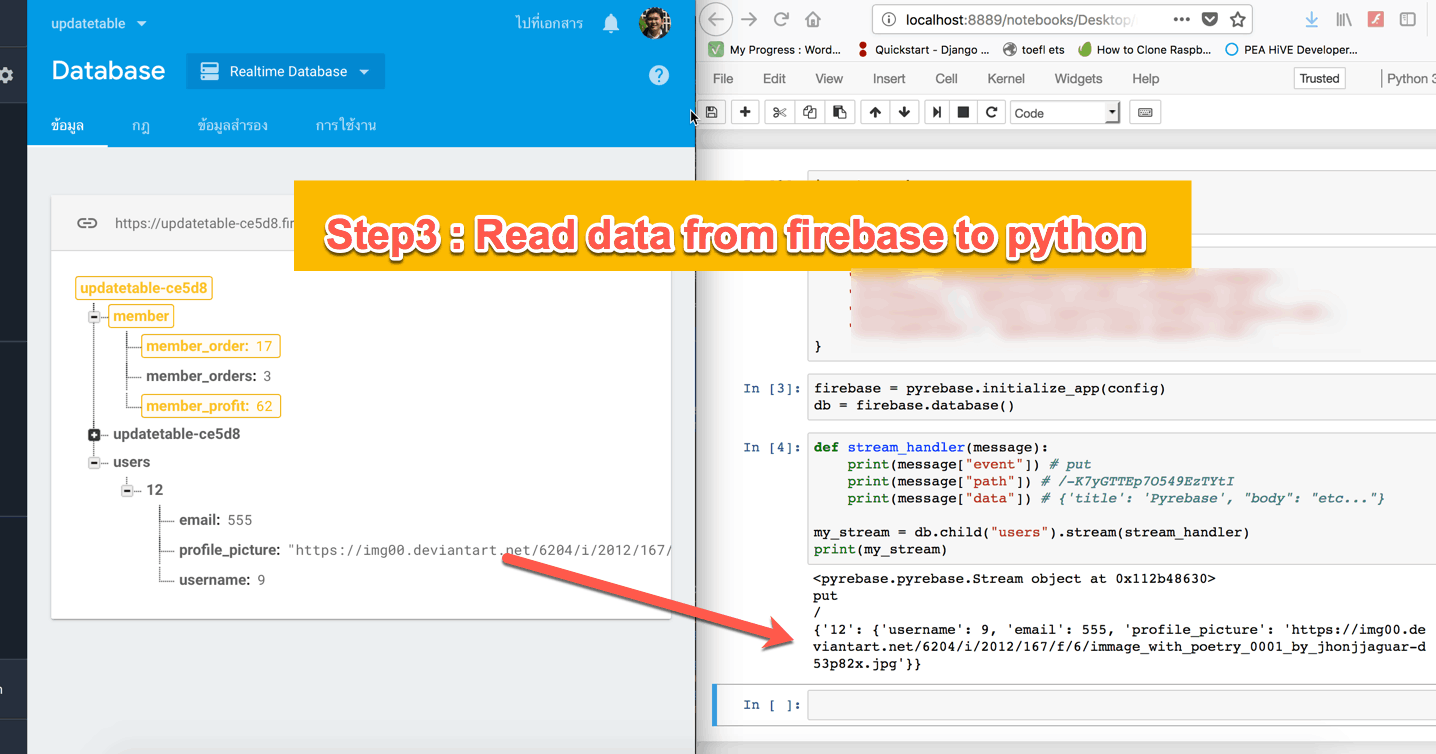 updatetable
ไปที่เอกสาร
Database
Realtime Database
?
ข้อมูล
กฎ
ข้อมูลสำรอง
การใช้งาน
localhost:8889/notebooks/Desktop/
My Progress : Word...
Quickstart - Django ...
toefl ets
How to Clone Raspb...
PEA HiVE Developer...
File Edit View Insert Cell Kernel Widgets Help
Trusted
Python 3
Code
Step3 : Read data from firebase to python
https://updatetable-ce5d8.fir
updatetable-ce5d8
member
member_order: 17
member_orders: 3
member_profit: 62
updatetable-ce5d8
users
12
email: 555
profile_picture: "https://img00.deviantart.net/6204/i/2012/167/
username: 9
}
In [3]: firebase = pyrebase.initialize_app(config)
db = firebase.database()
In [4]: def stream_handler(message):
print(message["event"]) # put
print(message["path"]) # /-K7yGTTEp7O549EzTYtI
print(message["data"]) # {'title': 'Pyrebase', "body": "etc..."}
my_stream = db.child("users").stream(stream_handler)
print(my_stream)
<pyrebase.pyrebase.Stream object at 0x112b48630>
put
/
{'12': {'username': 9, 'email': 555, 'profile_picture': 'https://img00.de
viantart.net/6204/i/2012/167/f/6/immage_with_poetry_0001_by_jhonjjaguar-d
53p82x.jpg'}}
In [ ]: